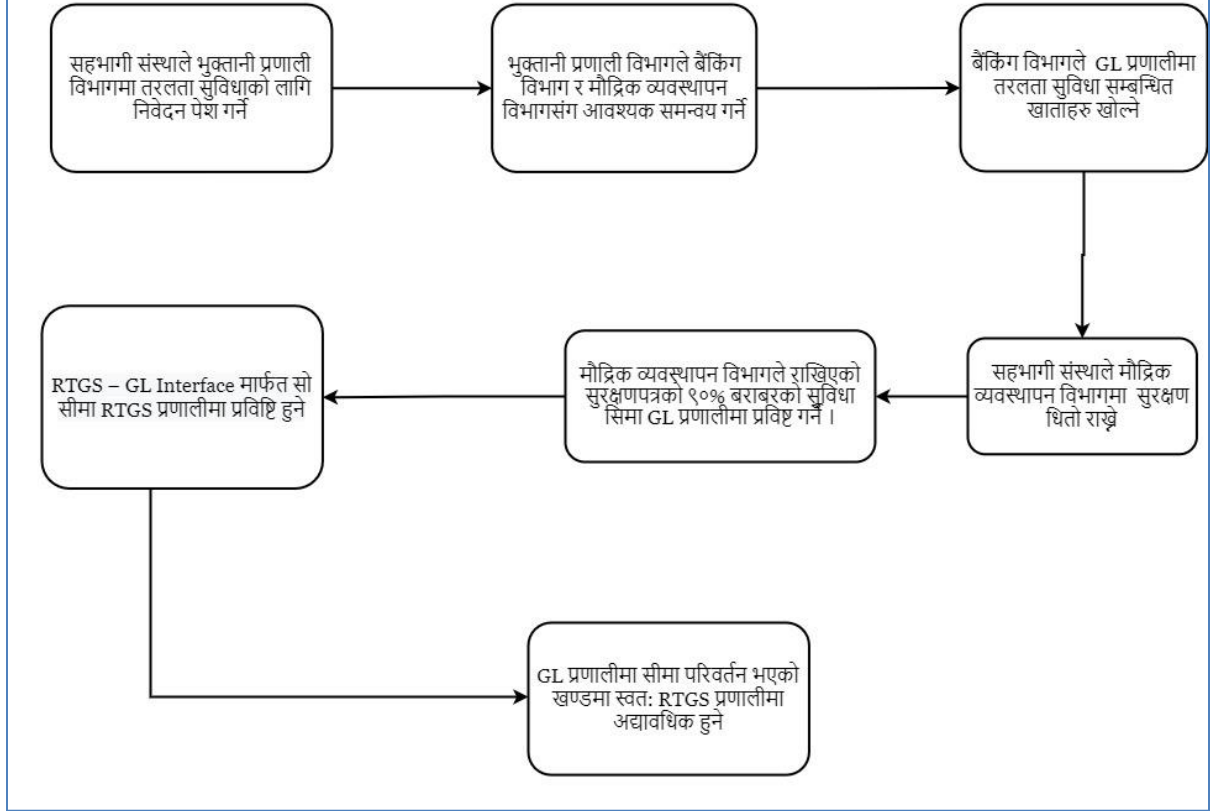 सहभागी संस्थाले भुक्तानी प्रणाली
विभागमा तरलता सुविधाको लागि
निवेदन पेश गर्ने
भुक्तानी प्रणाली विभागले बैंकिंग
विभाग र मौद्रिक व्यवस्थापन
विभागसंग आवश्यक समन्वय गर्ने
बैंकिंग विभागले GL प्रणालीमा
तरलता सुविधा सम्बन्धित
खाताहरु खोल्ने
सहभागी संस्थाले मौद्रिक
व्यवस्थापन विभागमा सुरक्षण
धितो राख्ने
मौद्रिक व्यवस्थापन विभागले राखिएको
सुरक्षणपत्रको ९०% बराबरको सुविधा
सिमा GL प्रणालीमा प्रविष्ट गर्ने ।
RTGS – GL Interface मार्फत सो
सीमा RTGS प्रणालीमा प्रविष्टि हुने
GL प्रणालीमा सीमा परिवर्तन भएको
खण्डमा स्वत: RTGS प्रणालीमा
अद्यावधिक हुने